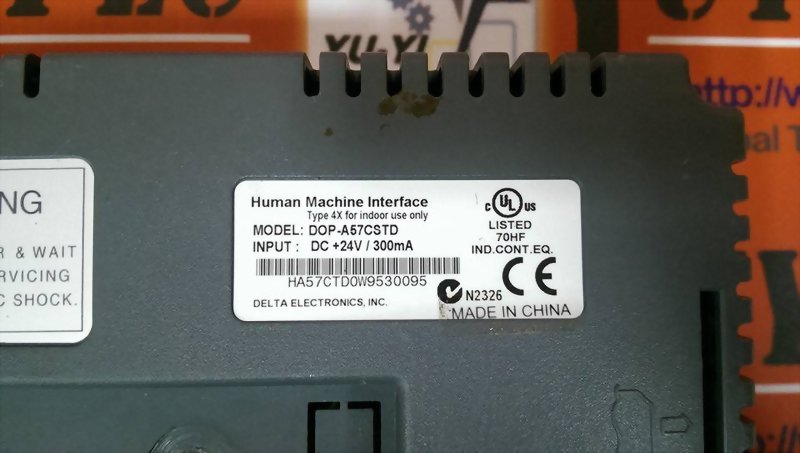 YU-YI
http://w
bal T
NG
R & WAIT
RVICING
C SHOCK.
Human Machine Interface
Type 4X for indoor use only
MODEL: DOP-A57CSTD
INPUT : DC +24V / 300mA
HA57CTD0W9530095
DELTA ELECTRONICS, INC.
C UL US
LISTED
70HF
IND.CONT.EQ.
CE
N2326
MADE IN CHINA